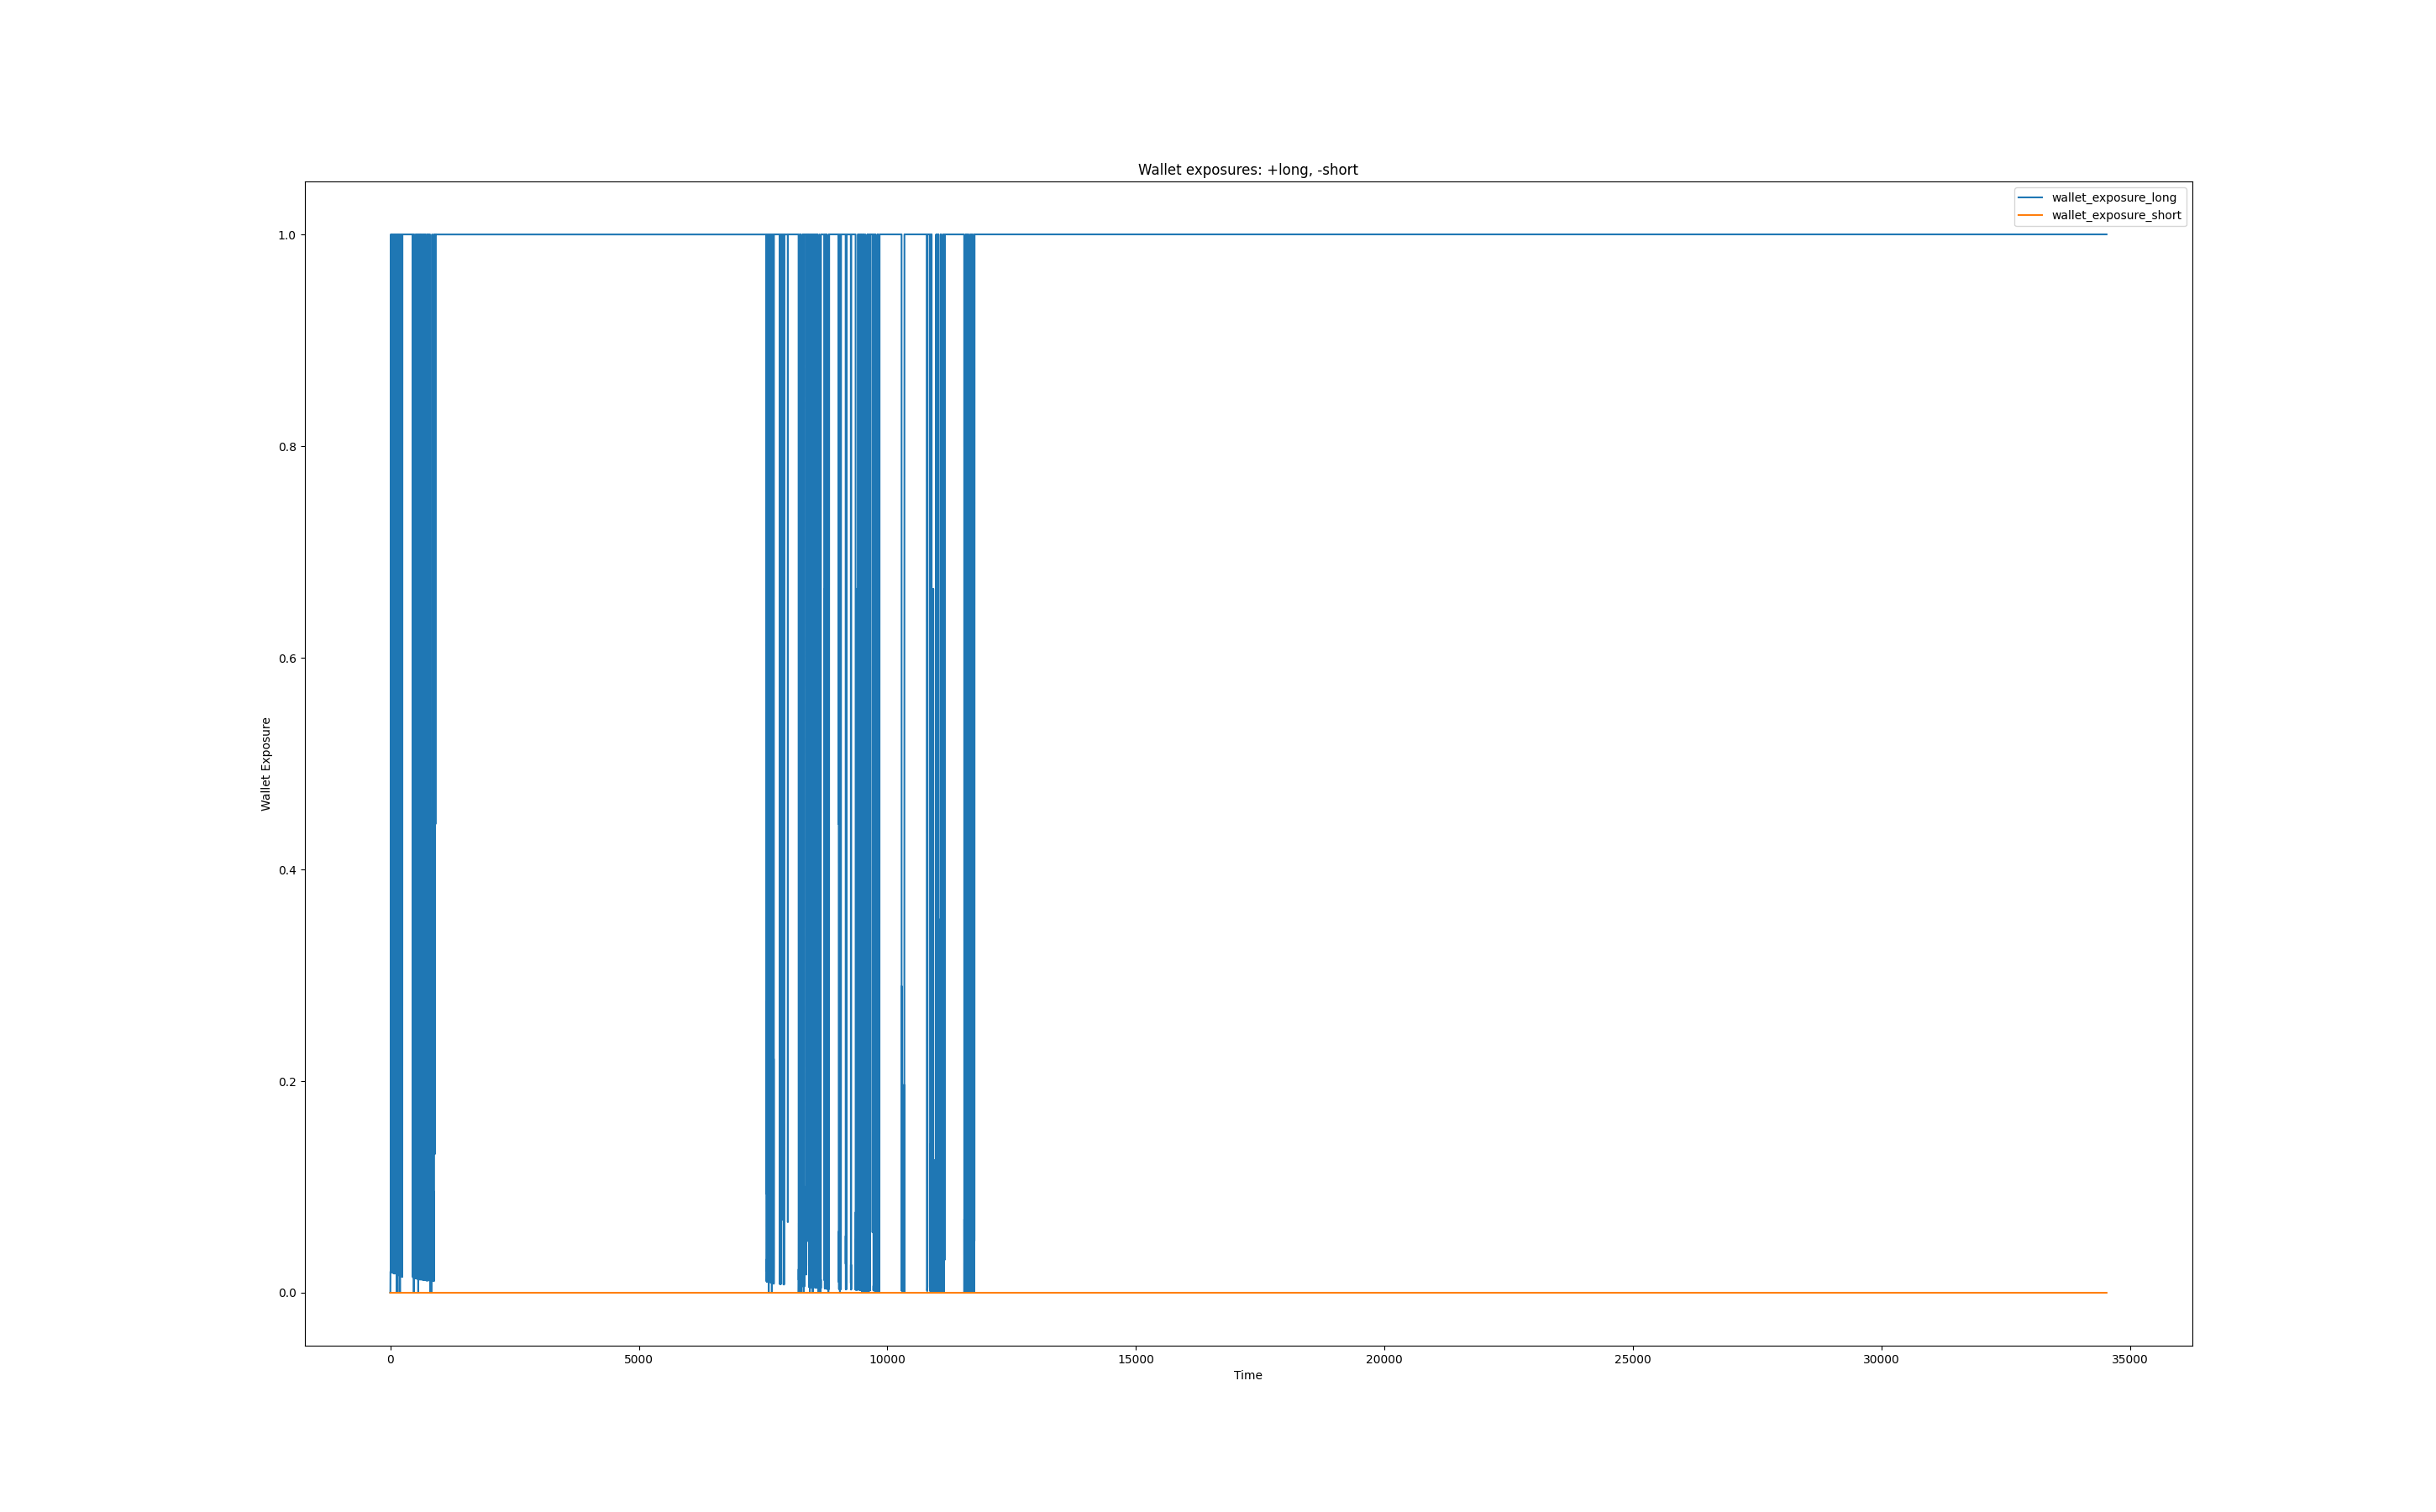 Wallet exposures: +long, -short
wallet_exposure_long
wallet_exposure_short
1.0
0.8
0.6
0.4
0.2
0.0
Wallet Exposure
0 5000 10000 15000 20000 25000 30000 35000
Time